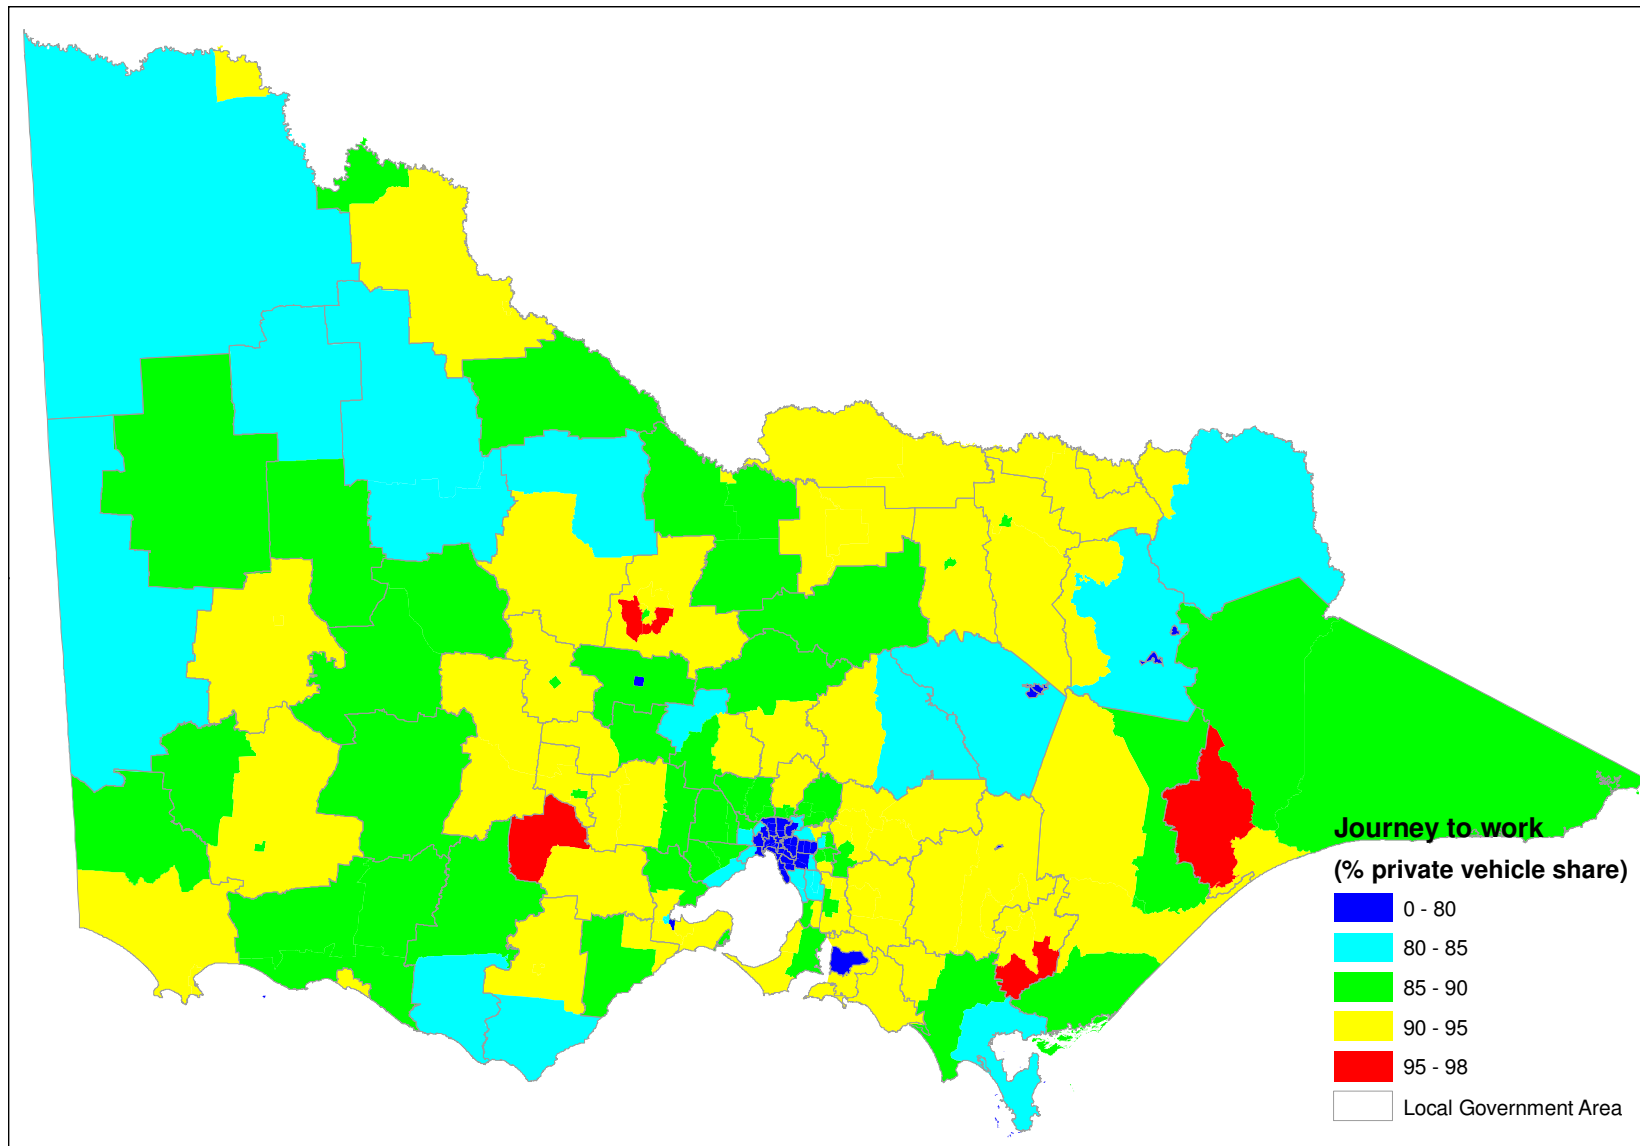 Journey to work
(% private vehicle share)
0 - 80
80 - 85
85 - 90
90 - 95
95 - 98
Local Government Area